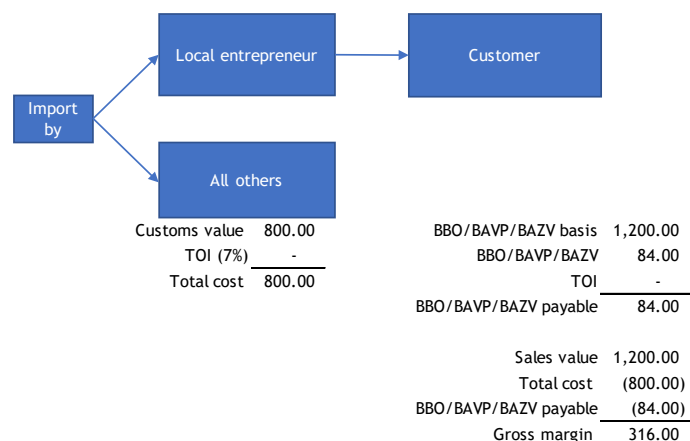 Local entrepreneur
Customer
Import
by
All others
Customs value 800.00
TOI (7%) -
Total cost 800.00
BBO/BAVP/BAZV basis 1,200.00
BBO/BAVP/BAZV 84.00
TOI -
BBO/BAVP/BAZV payable 84.00
Sales value 1,200.00
Total cost (800.00)
BBO/BAVP/BAZV payable (84.00)
Gross margin 316.00